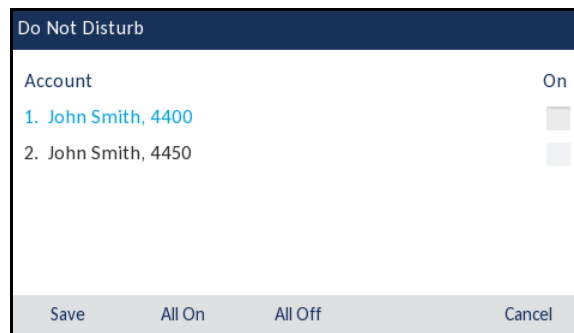 Do Not Disturb
Account On
1. John Smith, 4400
2. John Smith, 4450
Save All On All Off Cancel